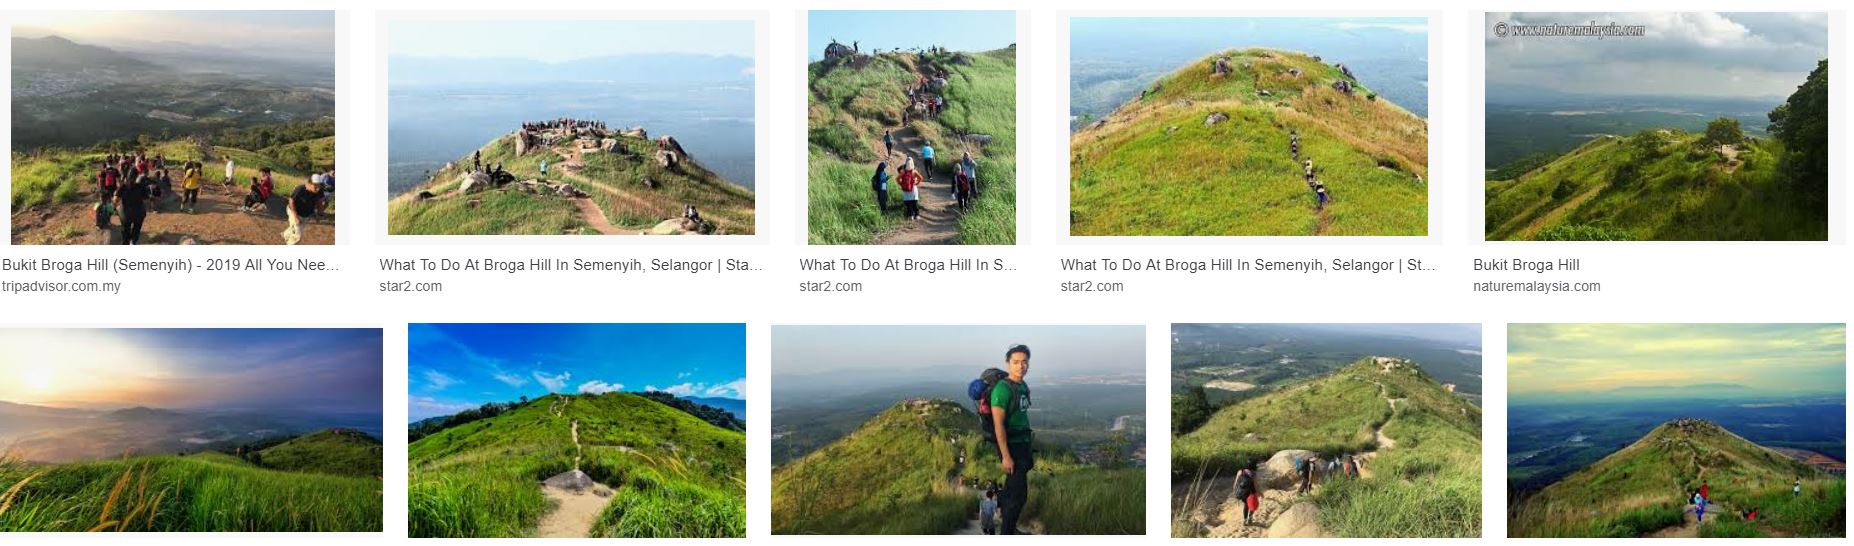 © www.naturemalaysia.com
Bukit Broga Hill (Semenyih) - 2019 All You Nee...
tripadvisor.com.my
What To Do At Broga Hill In Semenyih, Selangor | Sta...
star2.com
What To Do At Broga Hill In S...
star2.com
What To Do At Broga Hill In Semenyih, Selangor | St...
star2.com
Bukit Broga Hill
naturemalaysia.com